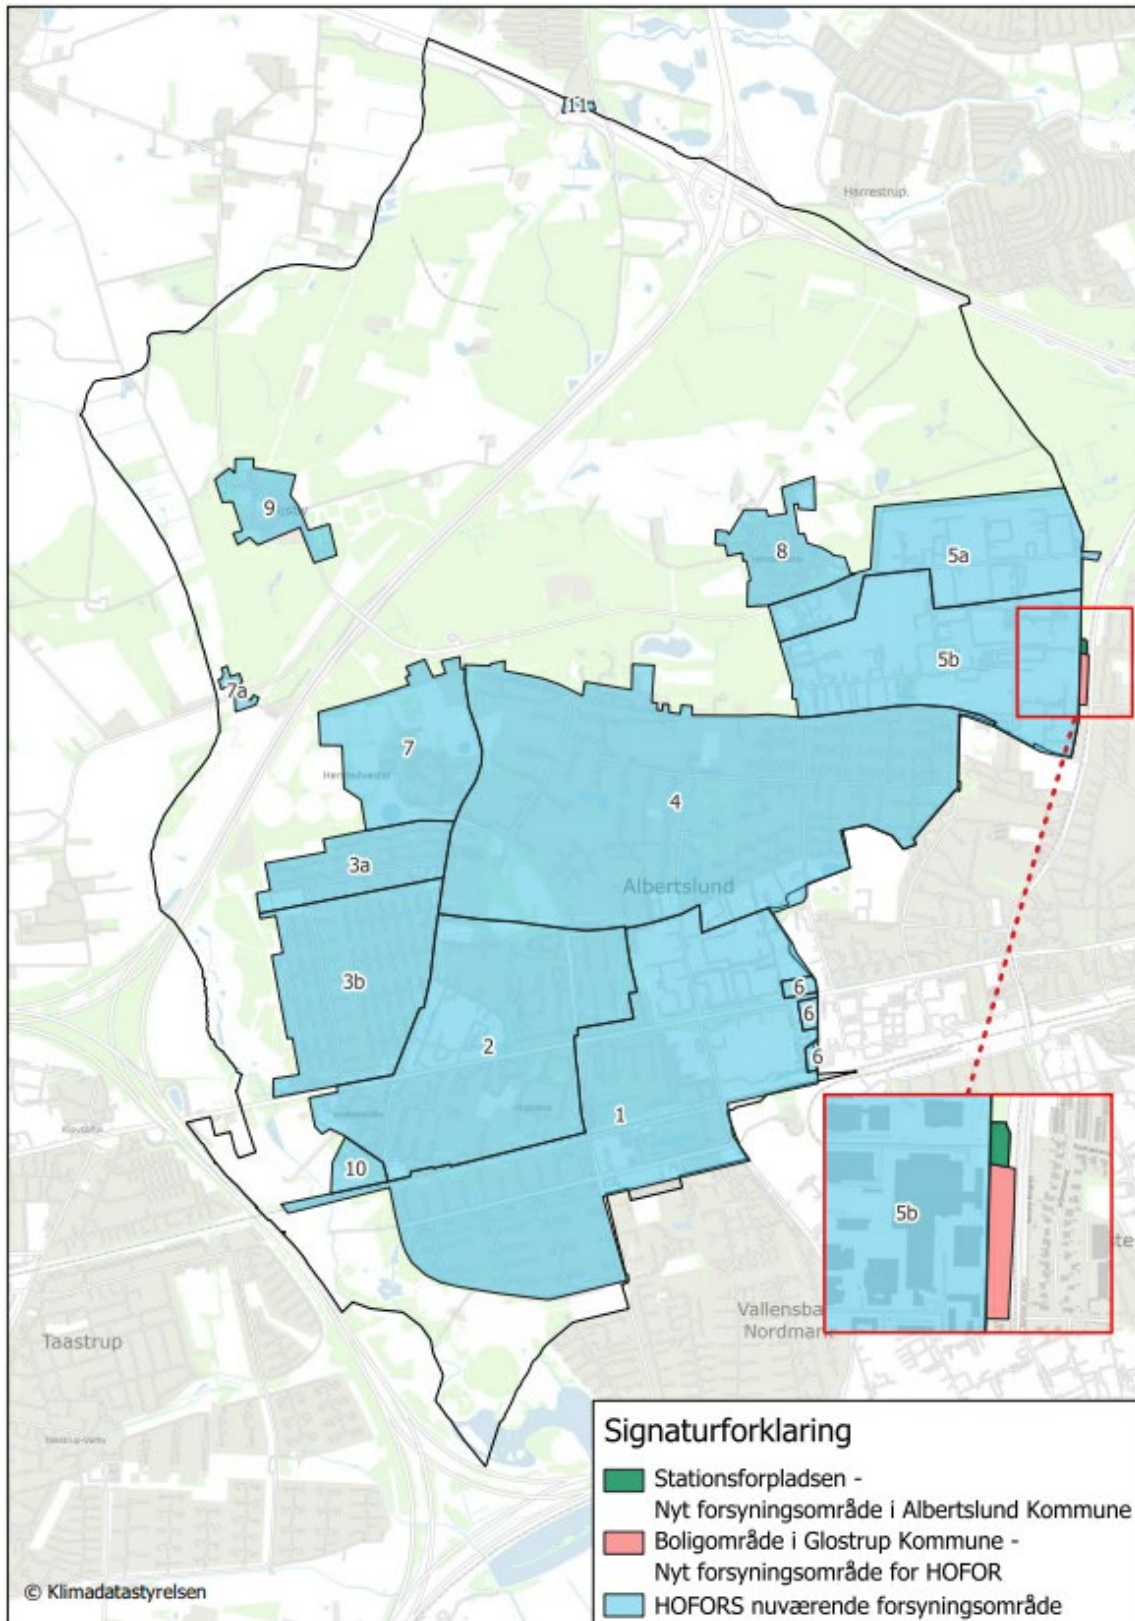 11
Harrestrup
9
8
5a
5b
7a
7
4
3a
Albertslund
3b
6
6
2
6
1
10
5b
Vallensbæ
Nordmark
Taastrup
Signaturforklaring
Stationsforpladsen -
Nyt forsyningsområde i Albertslund Kommune
Boligområde i Glostrup Kommune -
Nyt forsyningsområde for HOFOR
HOFORS nuværende forsyningsområde
© Klimadatastyrelsen